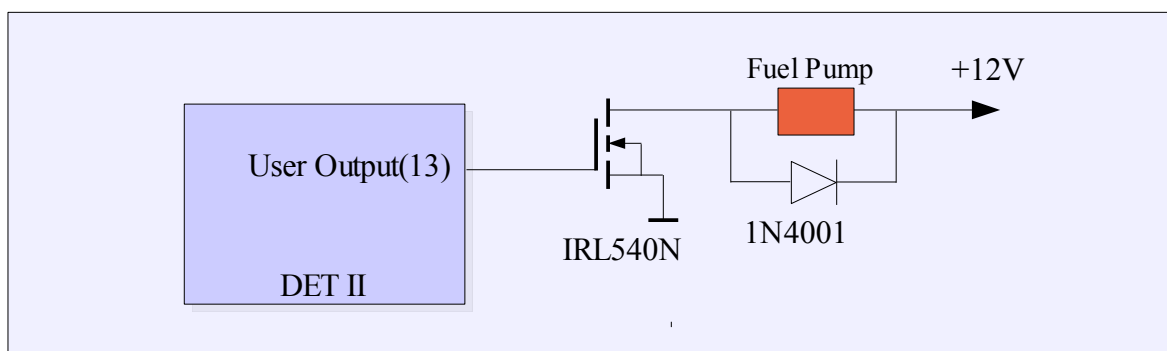 Fuel Pump
+12V
User Output(13)
1N4001
IRL540N
DET II